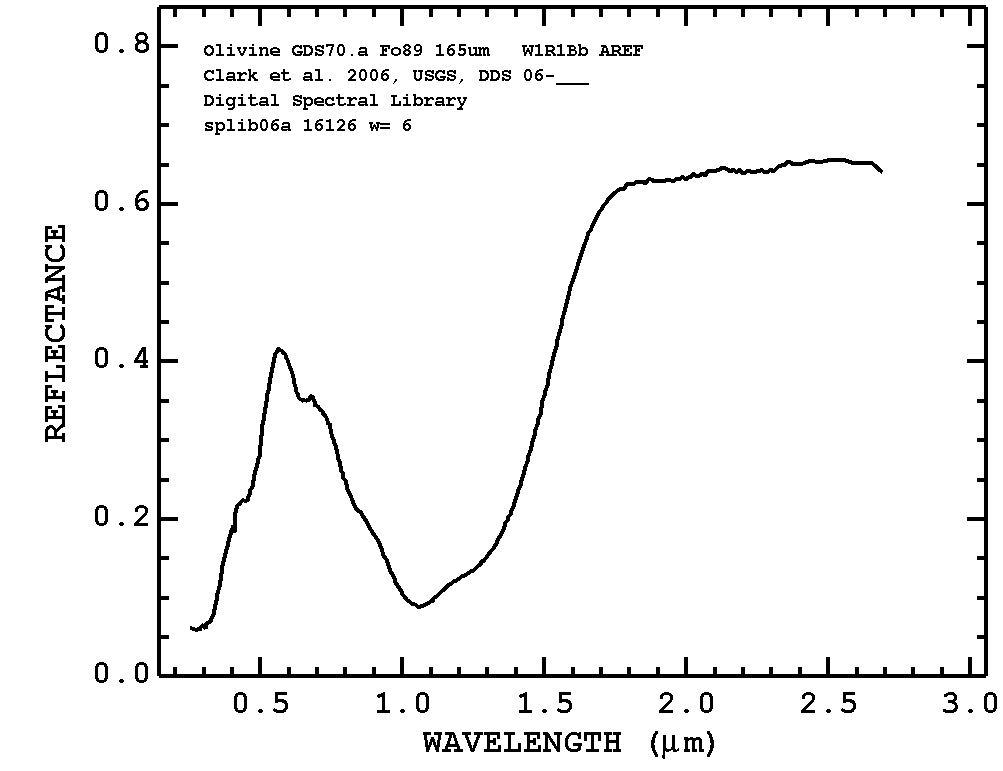 Olivine GDS70.a Fo89 165um W1R1Bb AREF
Clark et al. 2006, USGS, DDS 06-___
Digital Spectral Library
splib06a 16126 w= 6
0.8
0.6
0.4
0.2
0.0
REFLECTANCE
0.5 1.0 1.5 2.0 2.5 3.0
WAVELENGTH (μm)